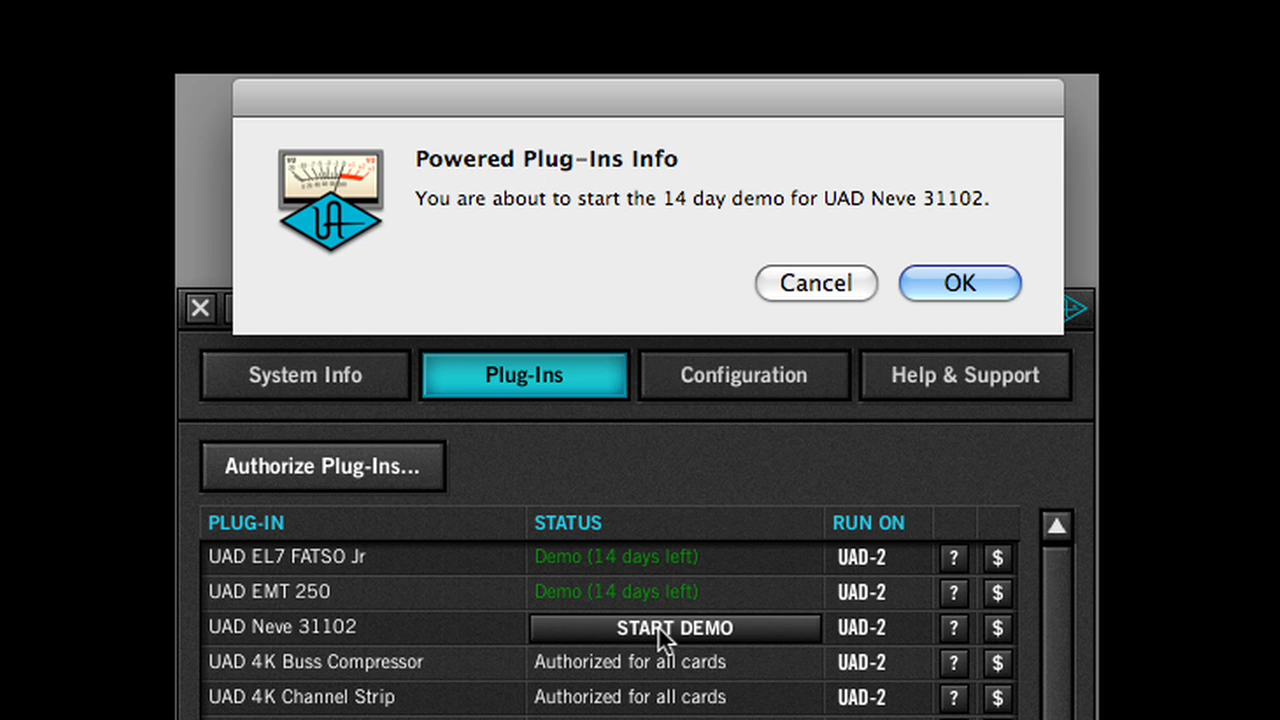 Powered Plug-Ins Info
You are about to start the 14 day demo for UAD Neve 31102.
Cancel OK
System Info Plug-Ins Configuration Help & Support
Authorize Plug-Ins...
PLUG-IN STATUS RUN ON
UAD EL7 FATSO Jr Demo (14 days left) UAD-2 ? $
UAD EMT 250 Demo (14 days left) UAD-2 ? $
UAD Neve 31102 START DEMO UAD-2 ? $
UAD 4K Buss Compressor Authorized for all cards UAD-2 ? $
UAD 4K Channel Strip Authorized for all cards UAD-2 ? $